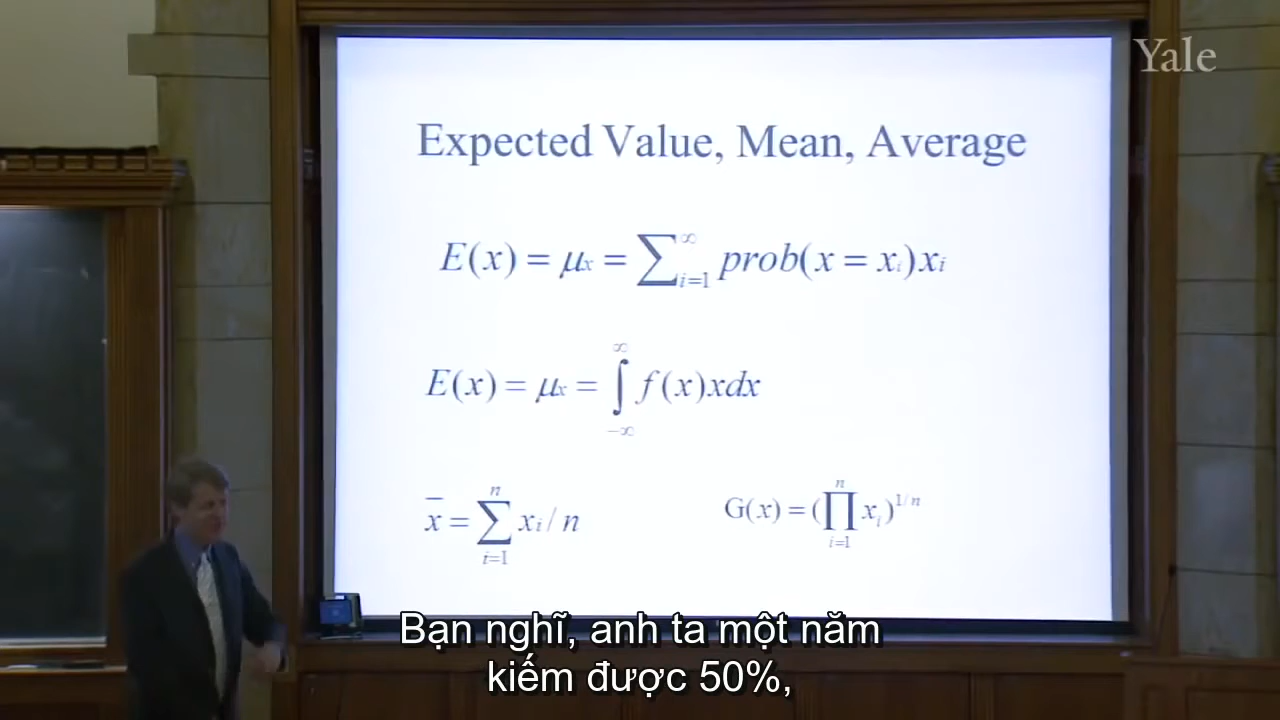 Yale
Expected Value, Mean, Average
E(x) = μₓ = ∑ᵢ₌₁^∞ prob(x = xᵢ)xᵢ
E(x) = μₓ = ∫₋∞^∞ f(x)xdx
x̄ = ∑ᵢ₌₁ⁿ xᵢ / n
G(x) = (∏ᵢ₌₁ⁿ xᵢ)^1/n
Bạn nghĩ, anh ta một năm
kiếm được 50%,